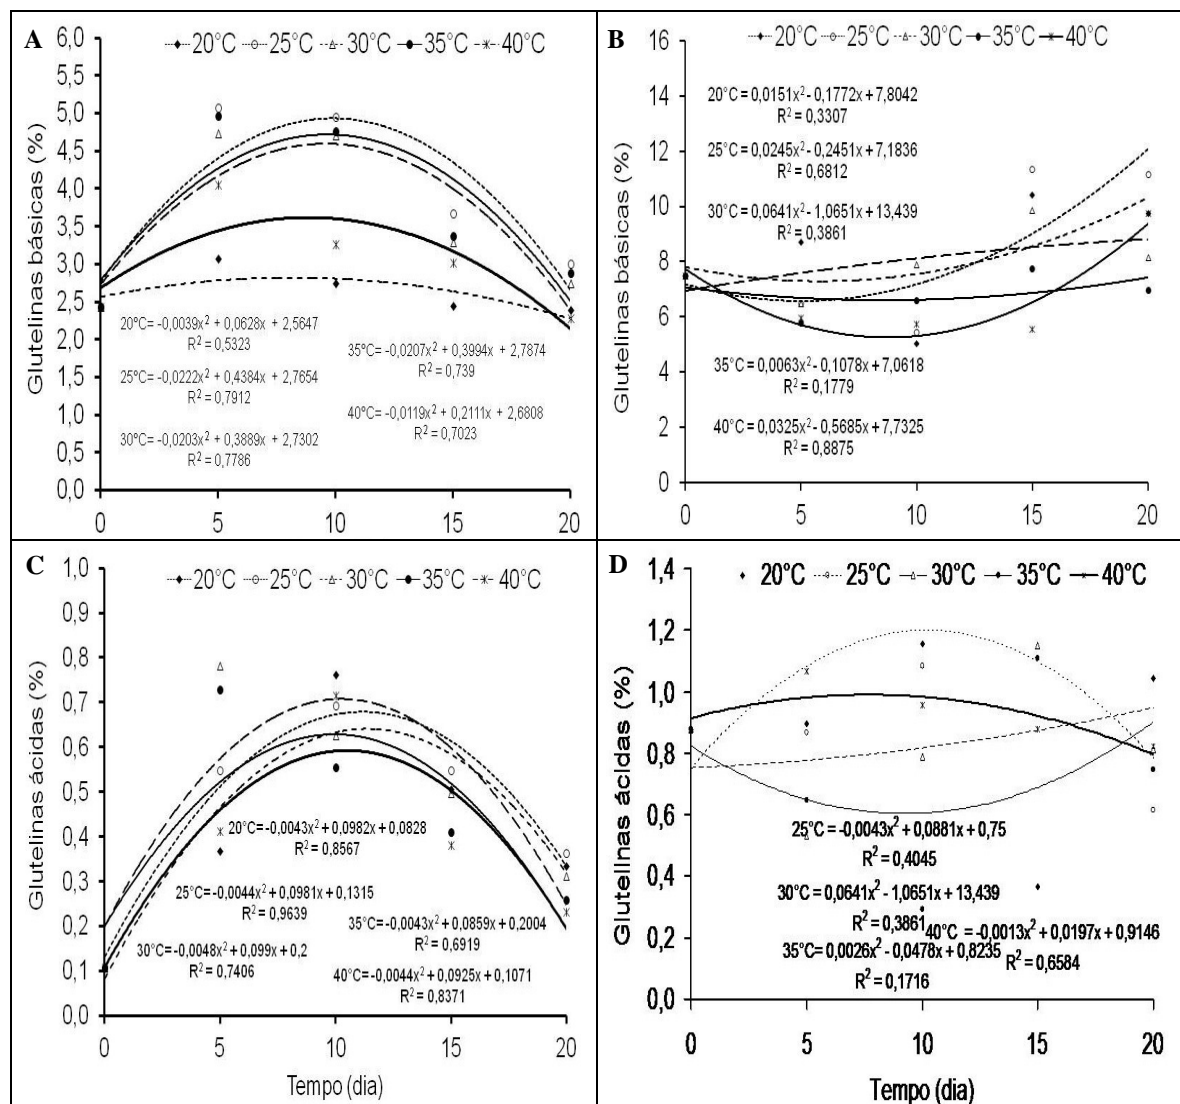 A
20°C 25°C 30°C 35°C 40°C
Glutelinas básicas (%)
6,0
5,5
5,0
4,5
4,0
3,5
3,0
2,5
2,0
1,5
1,0
0,5
0,0
20°C= -0,0039x² + 0,0628x + 2,5647
R² = 0,5323
25°C= -0,0222x² + 0,4384x + 2,7654
R² = 0,7912
30°C= -0,0203x² + 0,3889x + 2,7302
R² = 0,7786
35°C= -0,0207x² + 0,3994x + 2,7874
R² = 0,739
40°C= -0,0119x² + 0,2111x + 2,6808
R² = 0,7023
0 5 10 15 20
B
20°C 25°C 30°C 35°C 40°C
Glutelinas básicas (%)
16
14
12
10
8
6
4
2
0
20°C = 0,0151x² - 0,1772x + 7,8042
R² = 0,3307
25°C = 0,0245x² - 0,2451x + 7,1836
R² = 0,6812
30°C = 0,0641x² - 1,0651x + 13,439
R² = 0,3861
35°C = 0,0063x² - 0,1078x + 7,0618
R² = 0,1779
40°C = 0,0325x² - 0,5685x + 7,7325
R² = 0,8875
0 5 10 15 20
C
20°C 25°C 30°C 35°C 40°C
Glutelinas ácidas (%)
1,0
0,9
0,8
0,7
0,6
0,5
0,4
0,3
0,2
0,1
0,0
20°C= -0,0043x² + 0,0982x + 0,0828
R² = 0,8567
25°C= -0,0044x² + 0,0981x + 0,1315
R² = 0,9639
30°C= -0,0048x² + 0,099x + 0,2
R² = 0,7406
35°C= -0,0043x² + 0,0859x + 0,2004
R² = 0,6919
40°C= -0,0044x² + 0,0925x + 0,1071
R² = 0,8371
0 5 10 15 20
Tempo (dia)
D
20°C 25°C 30°C 35°C 40°C
Glutelinas ácidas (%)
1,4
1,2
1,0
0,8
0,6
0,4
0,2
0,0
25°C= -0,0043x² + 0,0881x + 0,75
R² = 0,4045
30°C= 0,0641x² - 1,0651x + 13,439
R² = 0,3861
40°C = -0,0013x² + 0,0197x + 0,9146
R² = 0,6584
35°C= 0,0026x² - 0,0478x + 0,8235
R² = 0,1716
0 5 10 15 20
Tempo (dia)